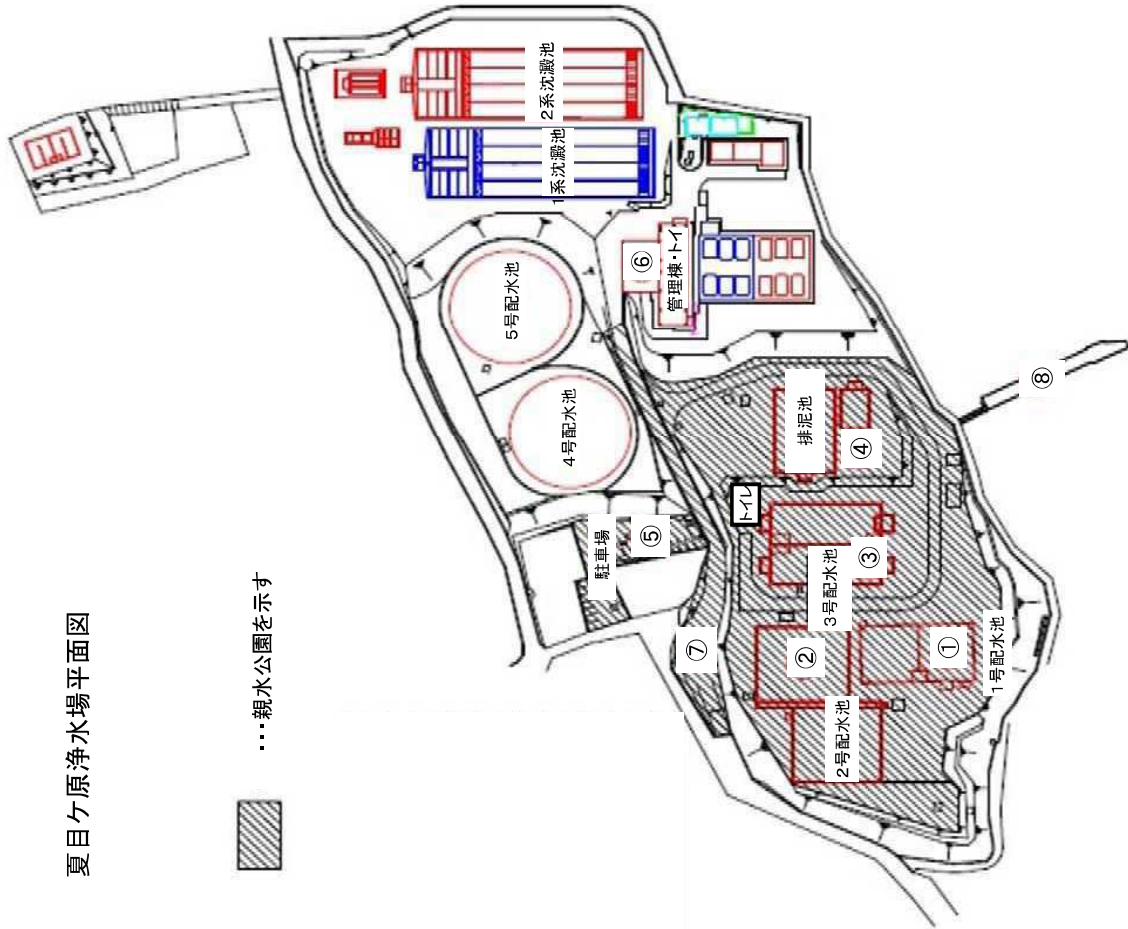 夏目ケ原浄水場平面図
･･･親水公園を示す
2系沈澱池
1系沈澱池
5号配水池
4号配水池
⑥
管理棟・トイレ
駐車場
⑤
トイレ
排泥池
④
⑧
3号配水池
③
⑦
②
2号配水池
①
1号配水池